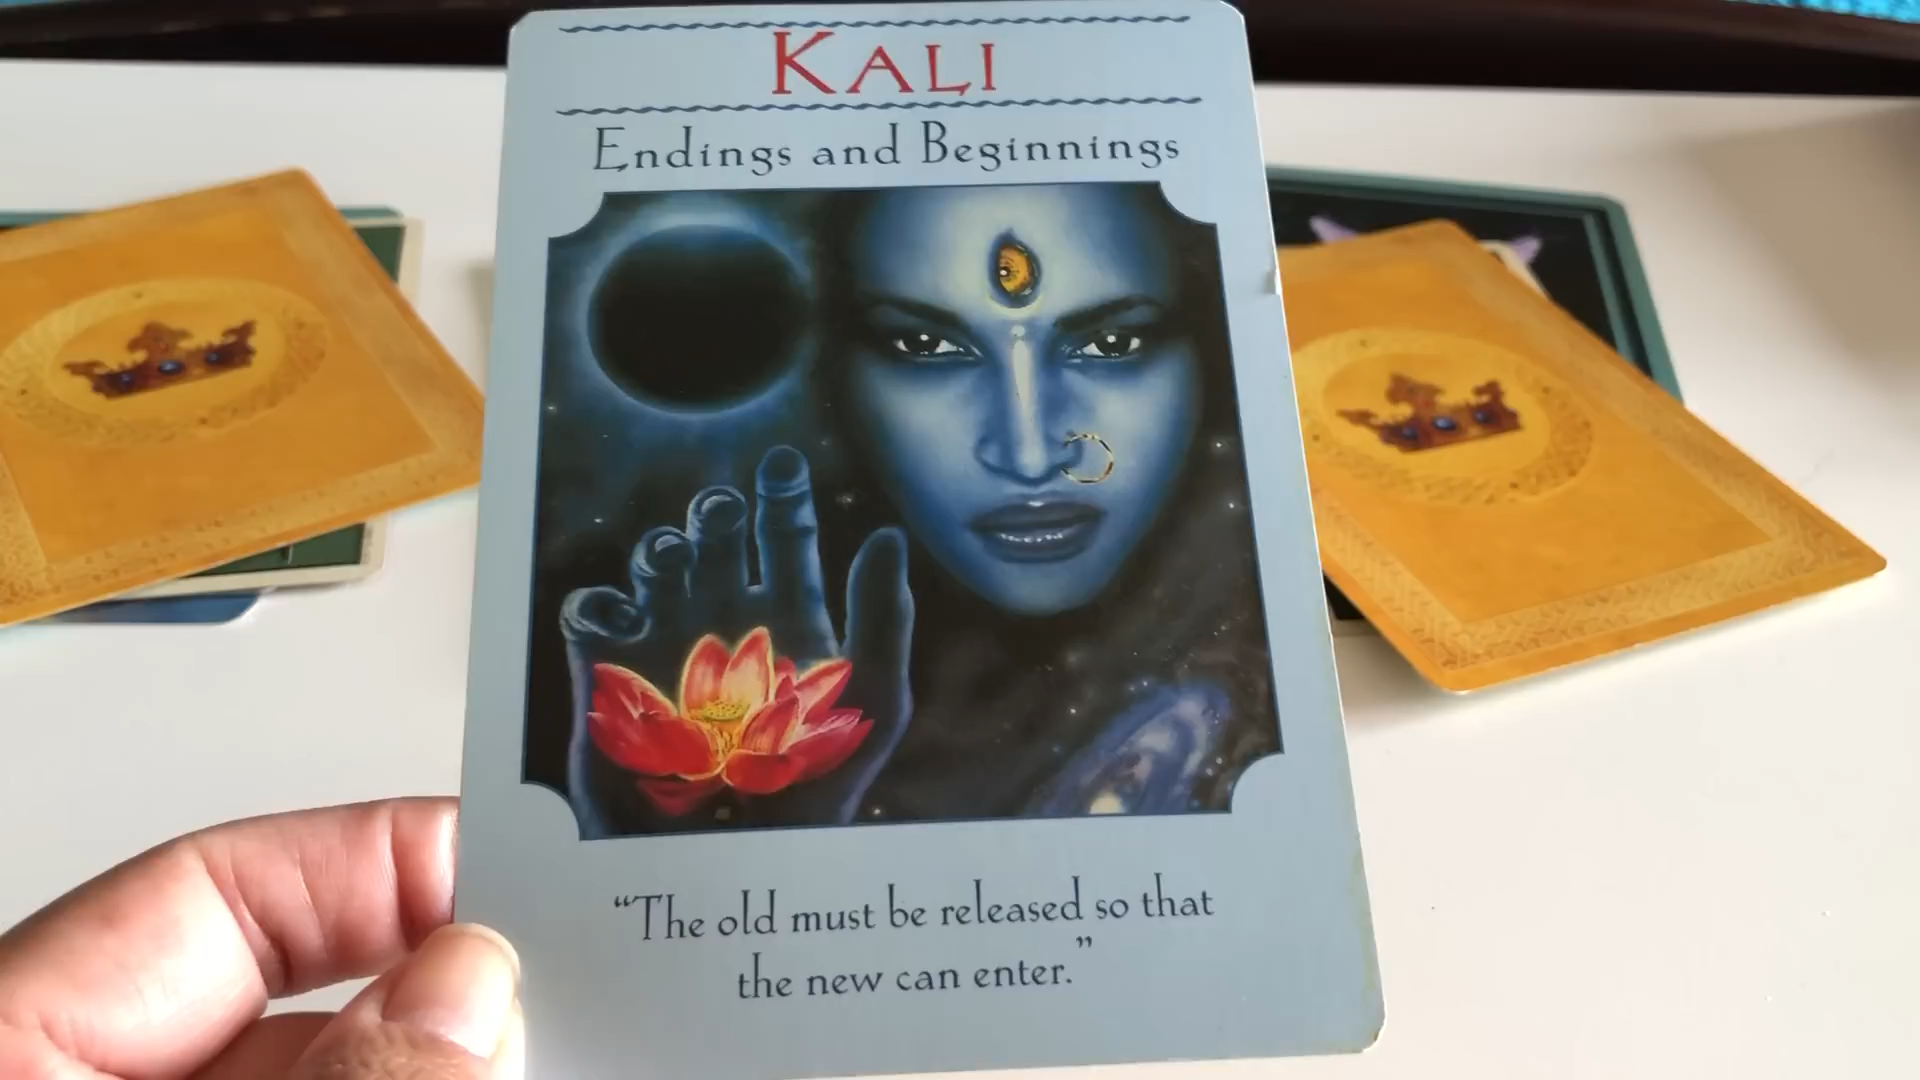 KALI
Endings and Beginnings
“The old must be released so that
the new can enter.”